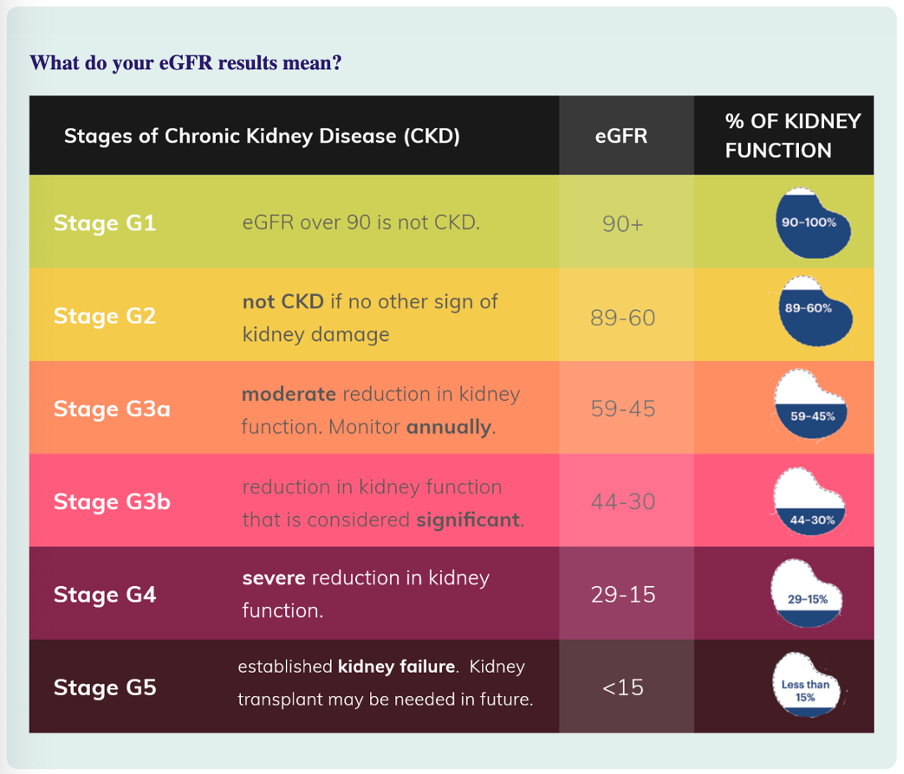 What do your eGFR results mean?
Stages of Chronic Kidney Disease (CKD)
eGFR
% OF KIDNEY
FUNCTION
Stage G1
eGFR over 90 is not CKD.
90+
90-100%
Stage G2
not CKD if no other sign of
kidney damage
89-60
89-60%
Stage G3a
moderate reduction in kidney
function. Monitor annually.
59-45
59-45%
Stage G3b
reduction in kidney function
that is considered significant.
44-30
44-30%
Stage G4
severe reduction in kidney
function.
29-15
29-15%
Stage G5
established kidney failure. Kidney
transplant may be needed in future.
<15
Less than
15%